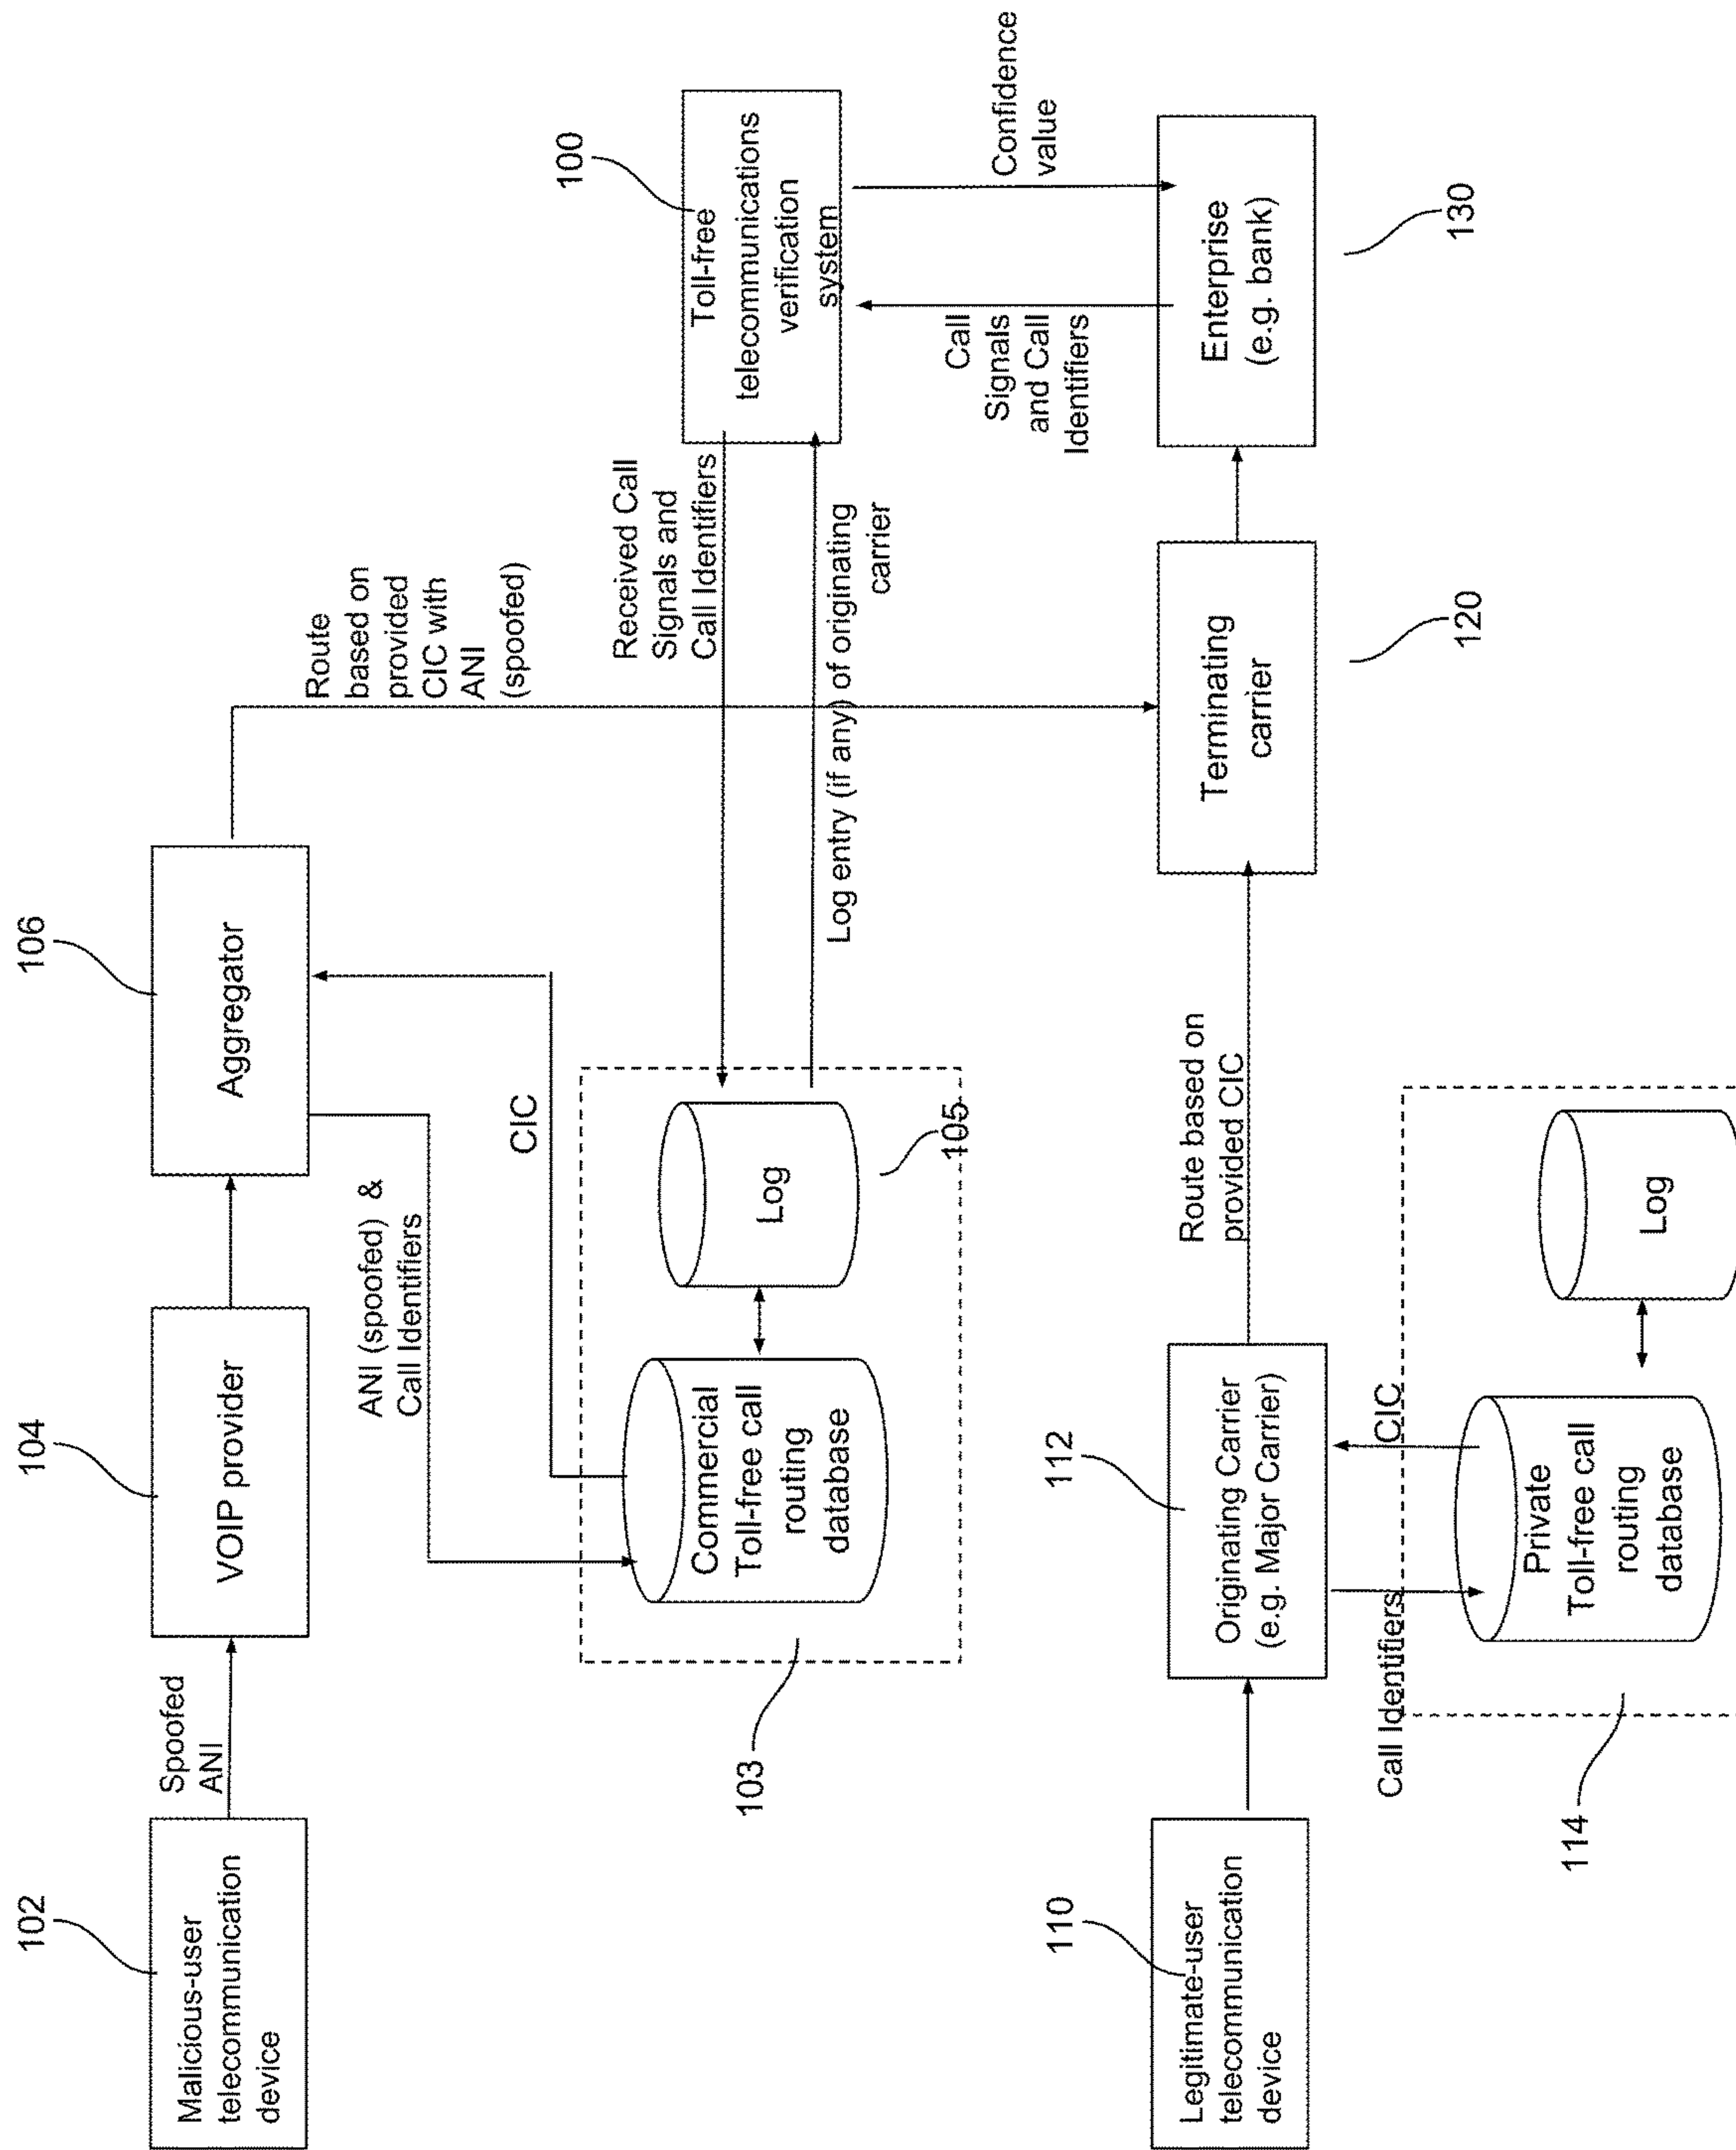 102
Malicious-user
telecommunication
device
Spoofed
ANI
104
VOIP provider
106
Aggregator
ANI (spoofed) &
Call Identifiers
CIC
Route
based on
provided
CIC with
ANI
(spoofed)
103
Commercial
Toll-free call
routing
database
Log
105
Received Call
Signals and
Call Identifiers
Log entry (if any) of originating
carrier
100
Toll-free
telecommunications
verification
system
Call
Signals
and Call
Identifiers
Confidence
value
110
Legitimate-user
telecommunication
device
112
Originating Carrier
(e.g. Major Carrier)
Route based on
provided CIC
Terminating
carrier
120
Enterprise
(e.g. bank)
130
Call Identifiers
CIC
114
Private
Toll-free call
routing
database
Log